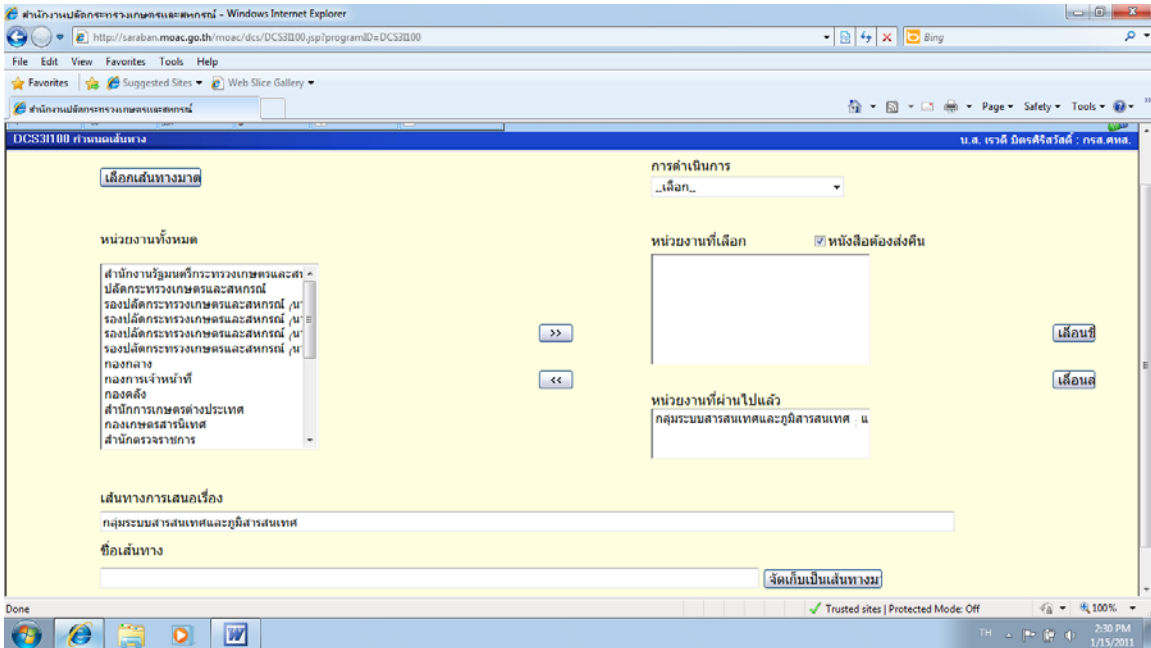 สำนักงานปลัดกระทรวงเกษตรและสหกรณ์ - Windows Internet Explorer
http://saraban.moac.go.th/moac/dcs/DCS3I100.jsp?programID=DCS3I100
Bing
File Edit View Favorites Tools Help
Favorites Suggested Sites Web Slice Gallery
สำนักงานปลัดกระทรวงเกษตรและสหกรณ์
Page Safety Tools
DCS3I100 กำหนดเส้นทาง
น.ส. เรวดี มิตรศิริสวัสดิ์ : กรส.ศทส.
เลือกเส้นทางมาต
การดำเนินการ
_เลือก_
หน่วยงานทั้งหมด
หน่วยงานที่เลือก
หนังสือต้องส่งคืน
สำนักงานรัฐมนตรีกระทรวงเกษตรและสา
ปลัดกระทรวงเกษตรและสหกรณ์
รองปลัดกระทรวงเกษตรและสหกรณ์ (นา
รองปลัดกระทรวงเกษตรและสหกรณ์ (นา
รองปลัดกระทรวงเกษตรและสหกรณ์ (นา
รองปลัดกระทรวงเกษตรและสหกรณ์ (นา
กองกลาง
กองการเจ้าหน้าที่
กองคลัง
สำนักการเกษตรต่างประเทศ
กองเกษตรสารนิเทศ
สำนักตรวจราชการ
>>
<<
เลื่อนขึ
เลื่อนล
หน่วยงานที่ผ่านไปแล้ว
กลุ่มระบบสารสนเทศและภูมิสารสนเทศ : แ
เส้นทางการเสนอเรื่อง
กลุ่มระบบสารสนเทศและภูมิสารสนเทศ
ชื่อเส้นทาง
จัดเก็บเป็นเส้นทางมา
Done
Trusted sites | Protected Mode: Off
100%
TH
2:30 PM
1/15/2011